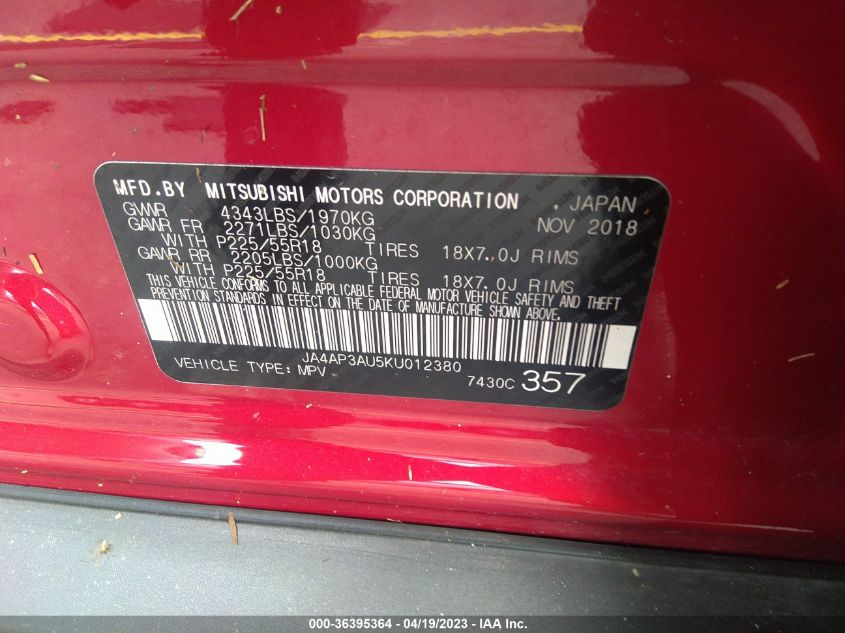 MFD.BY MITSUBISHI MOTORS CORPORATION . JAPAN
GVWR 4343LBS/1970KG NOV 2018
GAWR FR 2271LBS/1030KG
WITH P225/55R18 TIRES 18X7.0J RIMS
GAWR RR 2205LBS/1000KG
WITH P225/55R18 TIRES 18X7.0J RIMS
THIS VEHICLE CONFORMS TO ALL APPLICABLE FEDERAL MOTOR VEHICLE SAFETY AND THEFT
PREVENTION STANDARDS IN EFFECT ON THE DATE OF MANUFACTURE SHOWN ABOVE.
JA4AP3AU5KU012380
VEHICLE TYPE: MPV 7430C 357
000-36395364 - 04/19/2023 - IAA Inc.